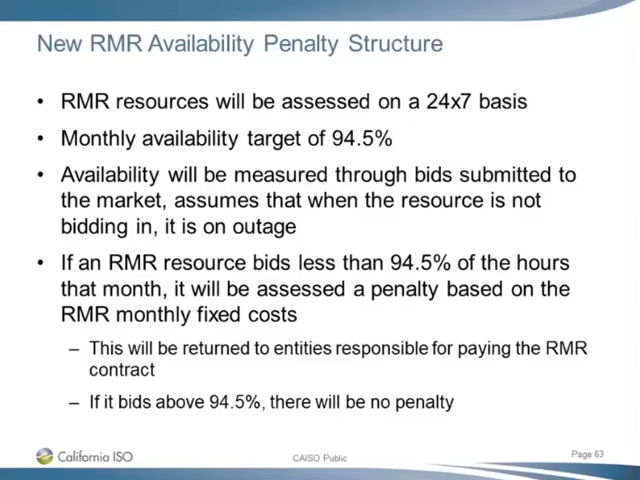 New RMR Availability Penalty Structure
• RMR resources will be assessed on a 24x7 basis
• Monthly availability target of 94.5%
• Availability will be measured through bids submitted to
the market, assumes that when the resource is not
bidding in, it is on outage
• If an RMR resource bids less than 94.5% of the hours
that month, it will be assessed a penalty based on the
RMR monthly fixed costs
– This will be returned to entities responsible for paying the RMR
contract
– If it bids above 94.5%, there will be no penalty
California ISO
CAISO Public
Page 63